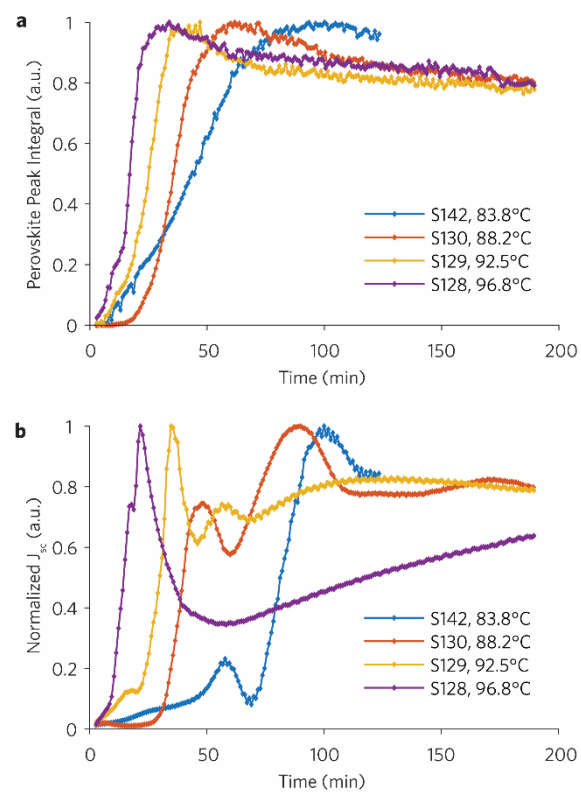 a
Perovskite Peak Integral (a.u.)
1
0.8
0.6
0.4
0.2
0
S142, 83.8°C
S130, 88.2°C
S129, 92.5°C
S128, 96.8°C
0 50 100 150 200
Time (min)
b
Normalized Jsc (a.u.)
1
0.8
0.6
0.4
0.2
0
S142, 83.8°C
S130, 88.2°C
S129, 92.5°C
S128, 96.8°C
0 50 100 150 200
Time (min)